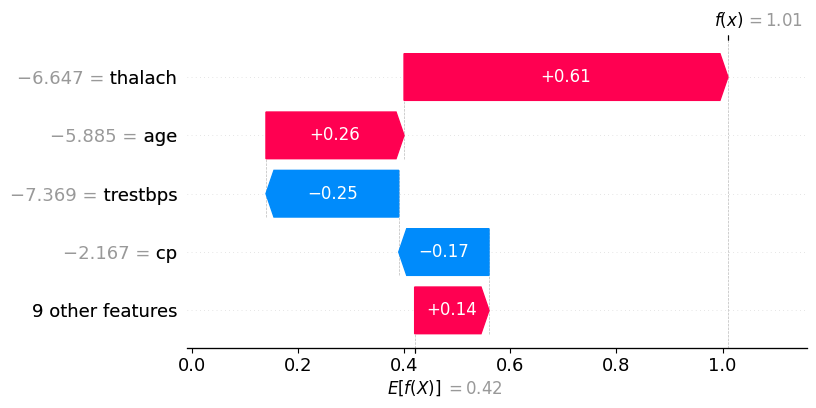 f(x) = 1.01
−6.647 = thalach
+0.61
−5.885 = age
+0.26
−7.369 = trestbps
−0.25
−2.167 = cp
−0.17
9 other features
+0.14
0.0 0.2 0.4 0.6 0.8 1.0
E[f(X)] = 0.42